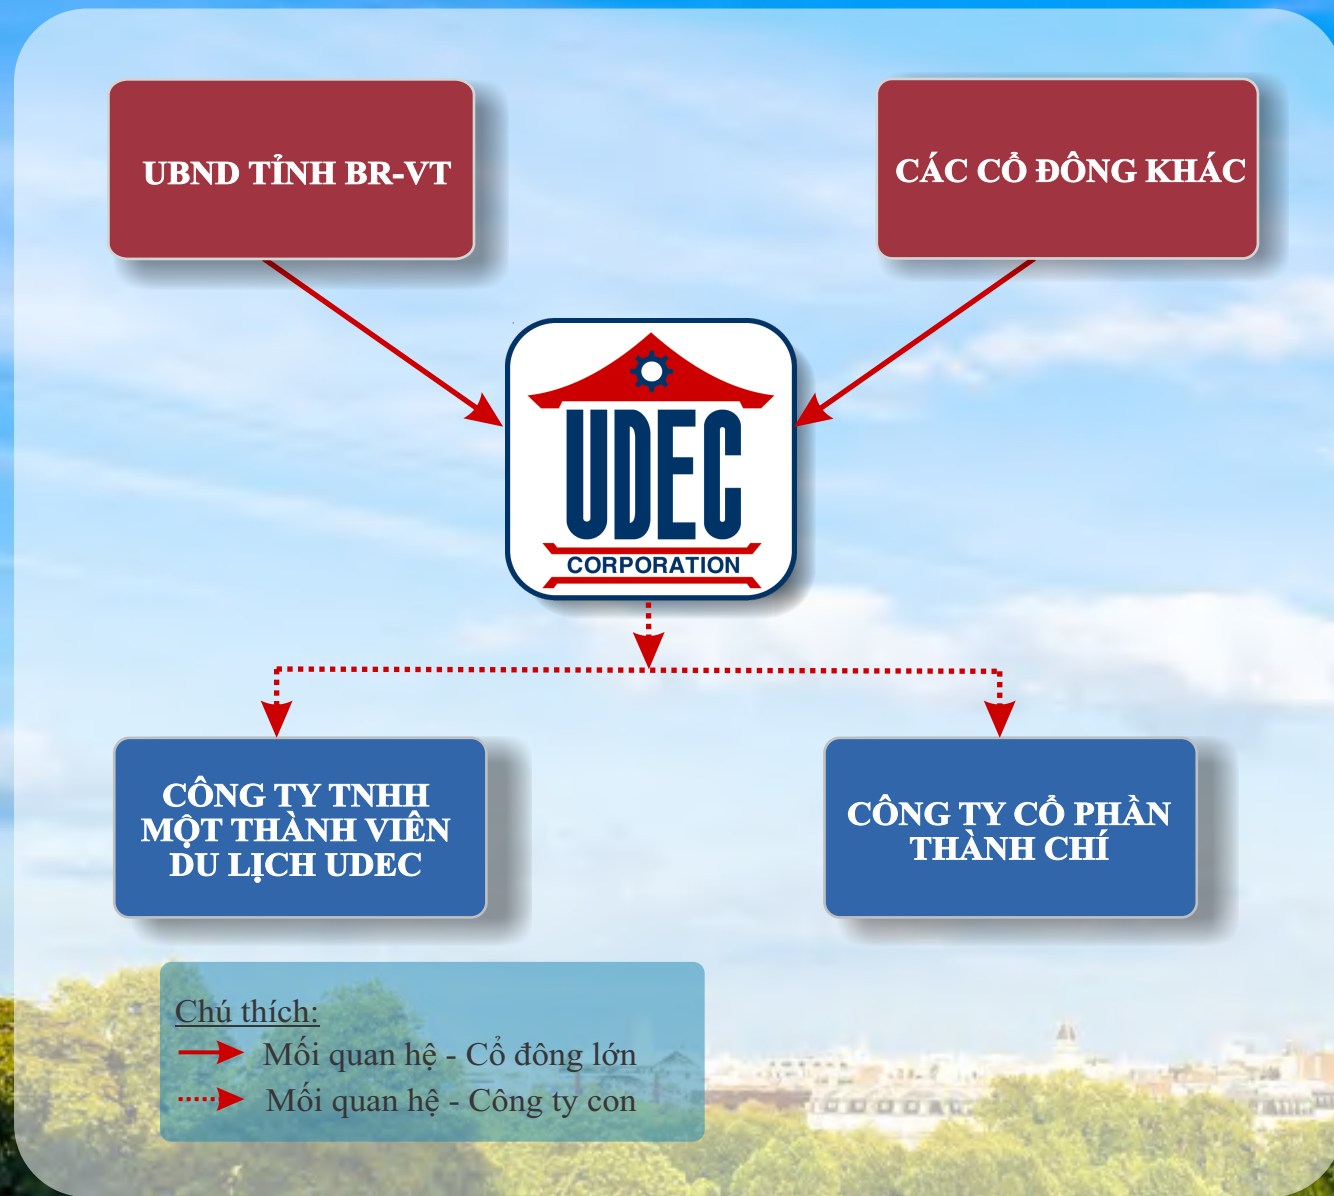 UBND TỈNH BR-VT
CÁC CỔ ĐÔNG KHÁC
UDEC
CORPORATION
CÔNG TY TNHH
MỘT THÀNH VIÊN
DU LỊCH UDEC
CÔNG TY CỔ PHẦN
THÀNH CHÍ
Chú thích:
Mối quan hệ - Cổ đông lớn
Mối quan hệ - Công ty con